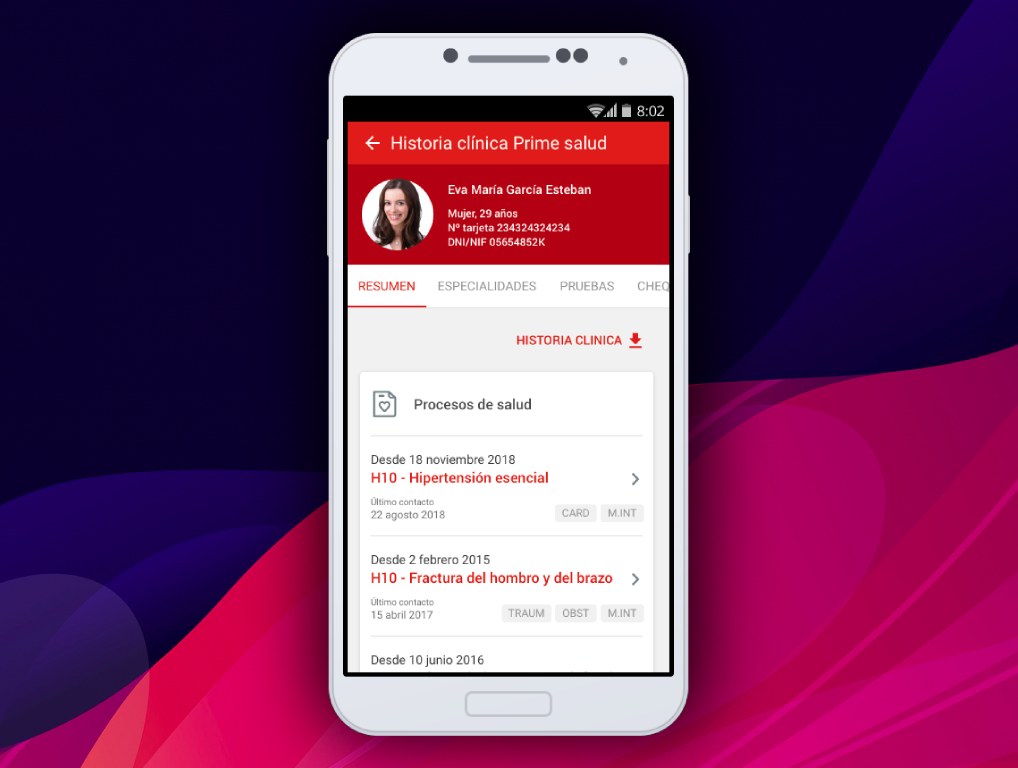 8:02
Historia clínica Prime salud
Eva María García Esteban
Mujer, 29 años
Nº tarjeta 234324324234
DNI/NIF 05654852K
RESUMEN ESPECIALIDADES PRUEBAS CHEQ
HISTORIA CLINICA
Procesos de salud
Desde 18 noviembre 2018
H10 - Hipertensión esencial
Último contacto
22 agosto 2018 CARD M.INT
Desde 2 febrero 2015
H10 - Fractura del hombro y del brazo
Último contacto
15 abril 2017 TRAUM OBST M.INT
Desde 10 junio 2016